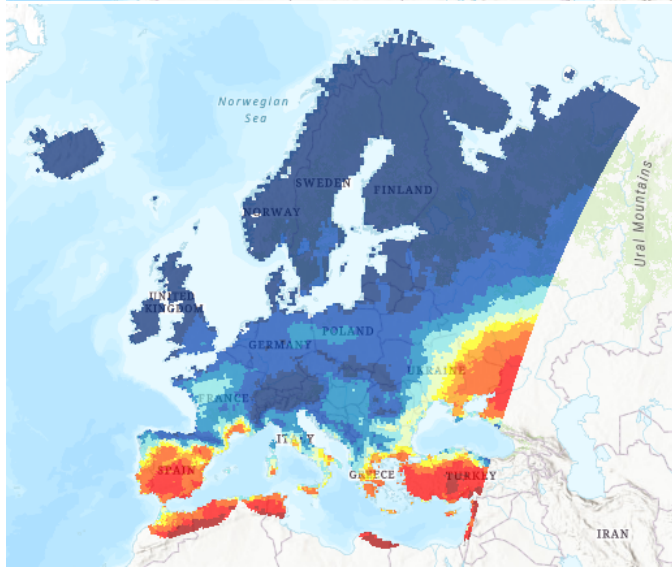 Norwegian
Sea
SWEDEN
FINLAND
NORWAY
Ural Mountains
UNITED
KINGDOM
POLAND
GERMANY
UKRAINE
FRANCE
ITALY
SPAIN
GREECE
TURKEY
IRAN